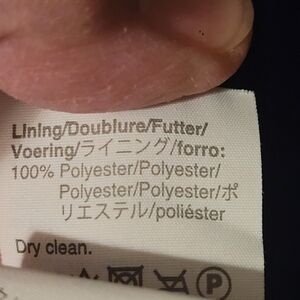 Lining/Doublure/Futter/
Voering/ライニング/forro:
100% Polyester/Polyester/
Polyester/Polyester/ポ
リエステル/poliéster
Dry clean.
P